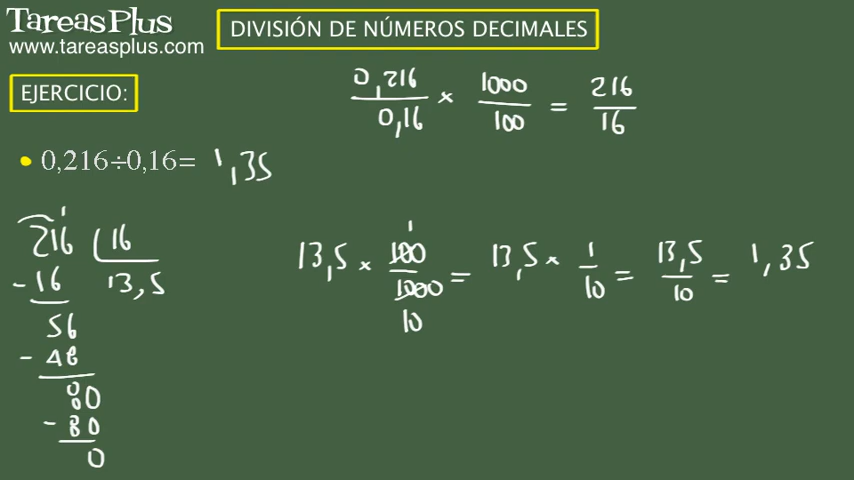 TareasPlus
www.tareasplus.com
DIVISIÓN DE NÚMEROS DECIMALES
EJERCICIO:
0,216 / 0,16 × 1000 / 100 = 216 / 16
• 0,216÷0,16= 1,35
216 16
- 16 13,5
56
- 48
80
- 80
0
13,5 × 100 / 1000 = 13,5 × 1 / 10 = 13,5 / 10 = 1,35
1
10